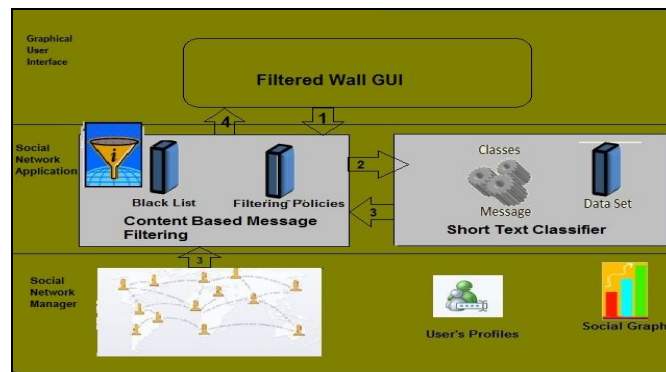 Graphical
User
Interface
Filtered Wall GUI
4
1
Social
Network
Application
i
Black List
Filtering Policies
Content Based Message
Filtering
2
3
Classes
Message
Data Set
Short Text Classifier
3
Social
Network
Manager
User's Profiles
Social Graph